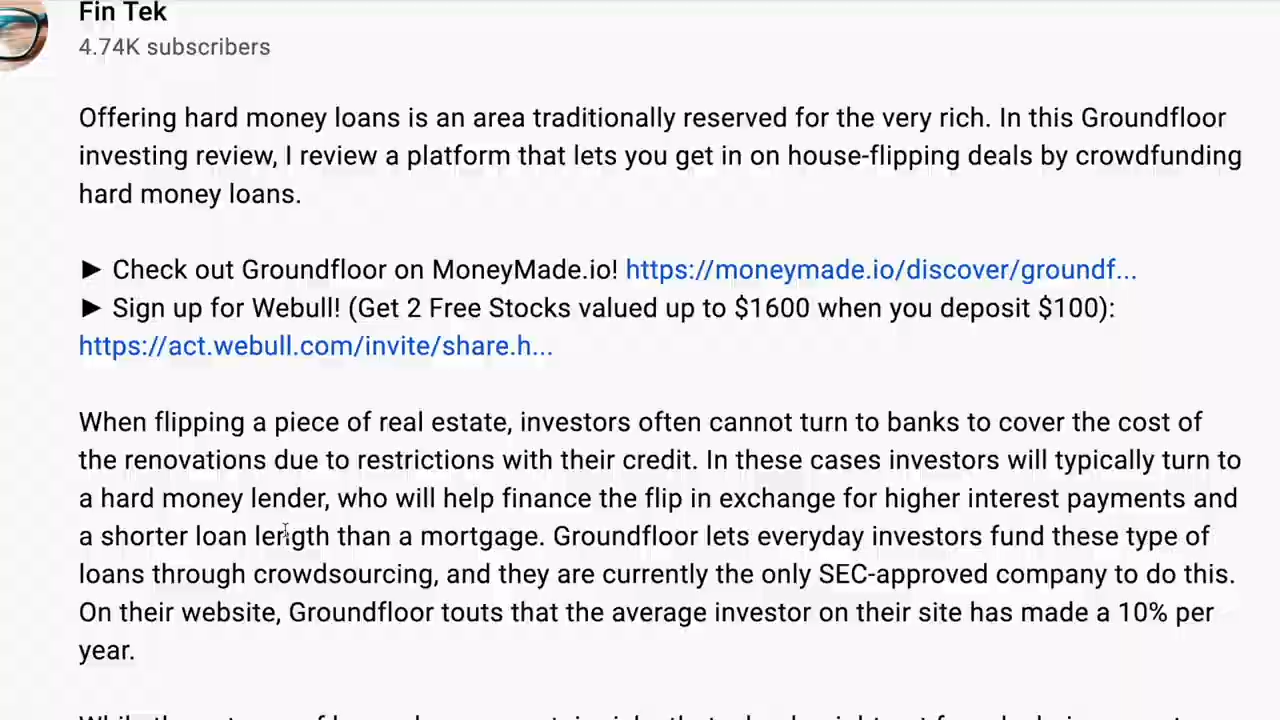 Fin Tek
4.74K subscribers
Offering hard money loans is an area traditionally reserved for the very rich. In this Groundfloor
investing review, I review a platform that lets you get in on house-flipping deals by crowdfunding
hard money loans.
► Check out Groundfloor on MoneyMade.io! https://moneymade.io/discover/groundf...
► Sign up for Webull! (Get 2 Free Stocks valued up to $1600 when you deposit $100):
https://act.webull.com/invite/share.h...
When flipping a piece of real estate, investors often cannot turn to banks to cover the cost of
the renovations due to restrictions with their credit. In these cases investors will typically turn to
a hard money lender, who will help finance the flip in exchange for higher interest payments and
a shorter loan length than a mortgage. Groundfloor lets everyday investors fund these type of
loans through crowdsourcing, and they are currently the only SEC-approved company to do this.
On their website, Groundfloor touts that the average investor on their site has made a 10% per
year.